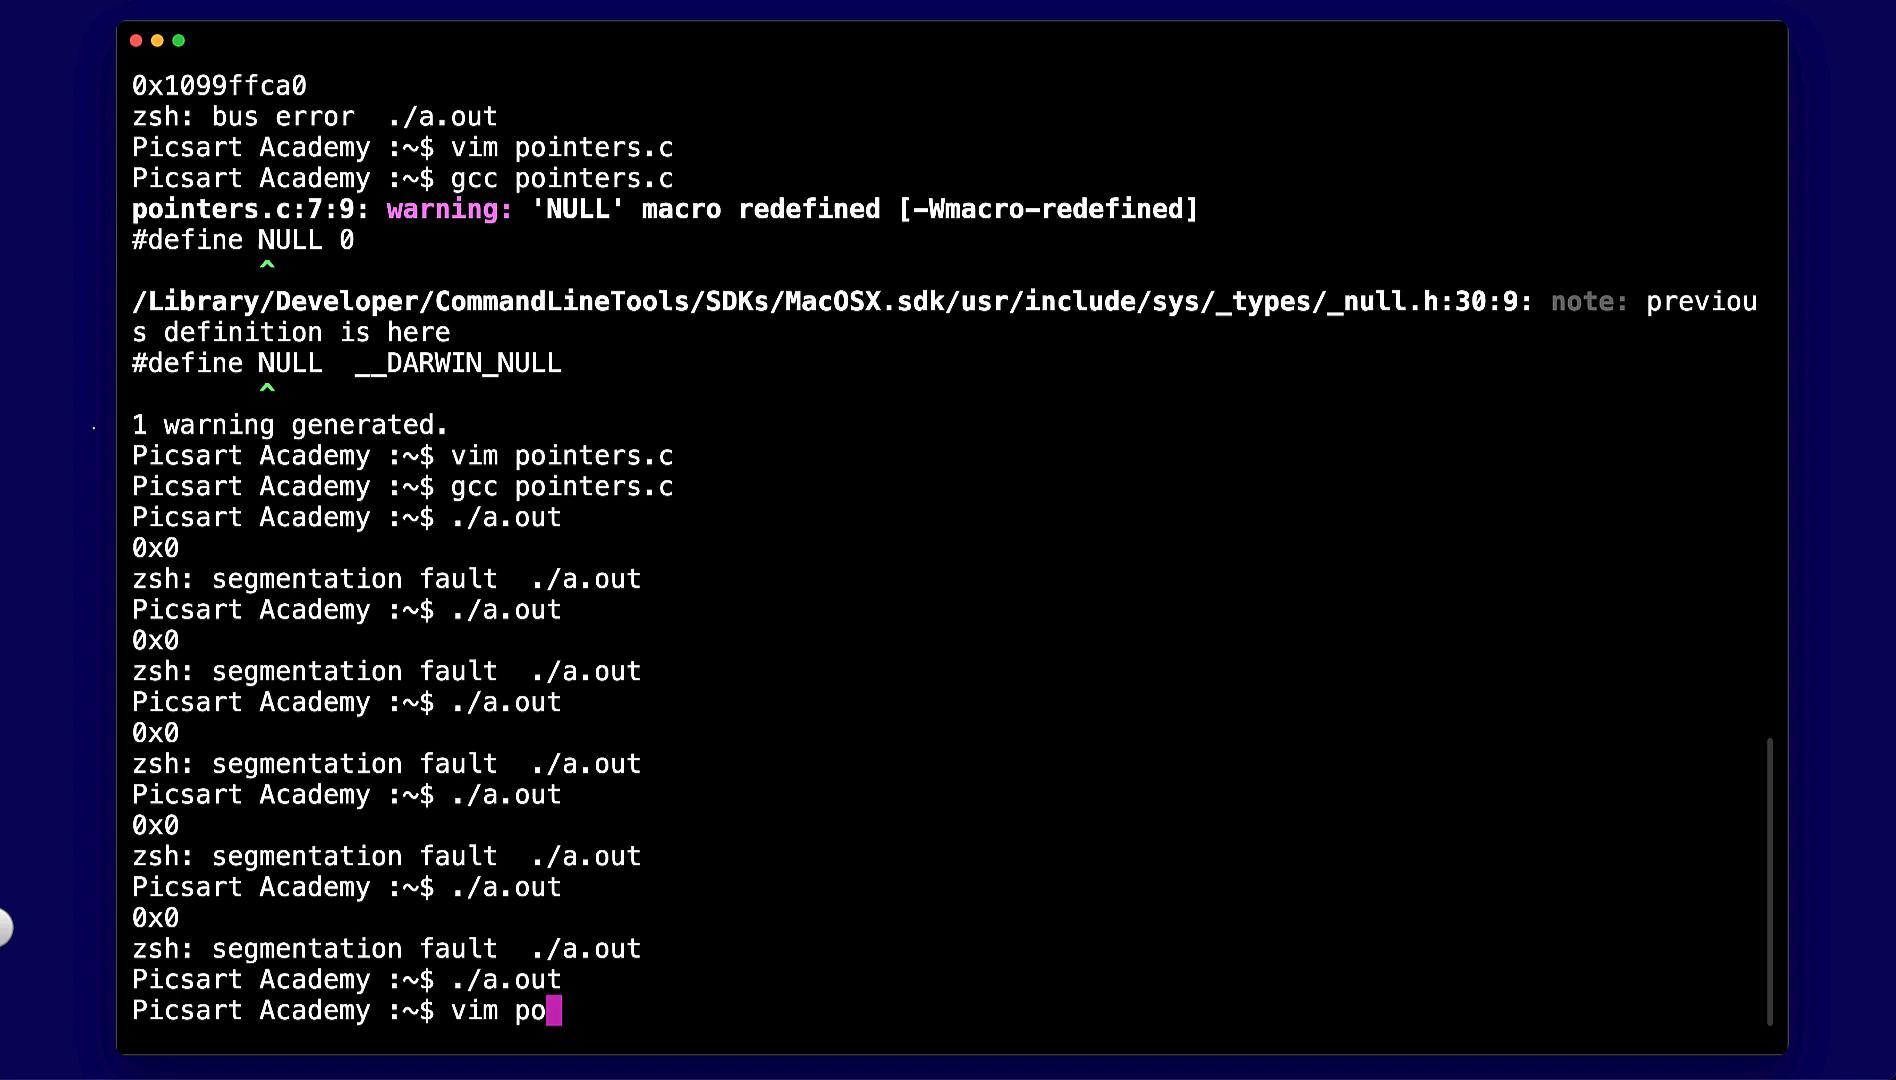 0x1099ffca0
zsh: bus error  ./a.out
Picsart Academy :~$ vim pointers.c
Picsart Academy :~$ gcc pointers.c
pointers.c:7:9: warning: 'NULL' macro redefined [-Wmacro-redefined]
#define NULL 0
^
/Library/Developer/CommandLineTools/SDKs/MacOSX.sdk/usr/include/sys/_types/_null.h:30:9: note: previou
s definition is here
#define NULL  __DARWIN_NULL
^
1 warning generated.
Picsart Academy :~$ vim pointers.c
Picsart Academy :~$ gcc pointers.c
Picsart Academy :~$ ./a.out
0x0
zsh: segmentation fault  ./a.out
Picsart Academy :~$ ./a.out
0x0
zsh: segmentation fault  ./a.out
Picsart Academy :~$ ./a.out
0x0
zsh: segmentation fault  ./a.out
Picsart Academy :~$ ./a.out
0x0
zsh: segmentation fault  ./a.out
Picsart Academy :~$ ./a.out
0x0
zsh: segmentation fault  ./a.out
Picsart Academy :~$ ./a.out
Picsart Academy :~$ vim po